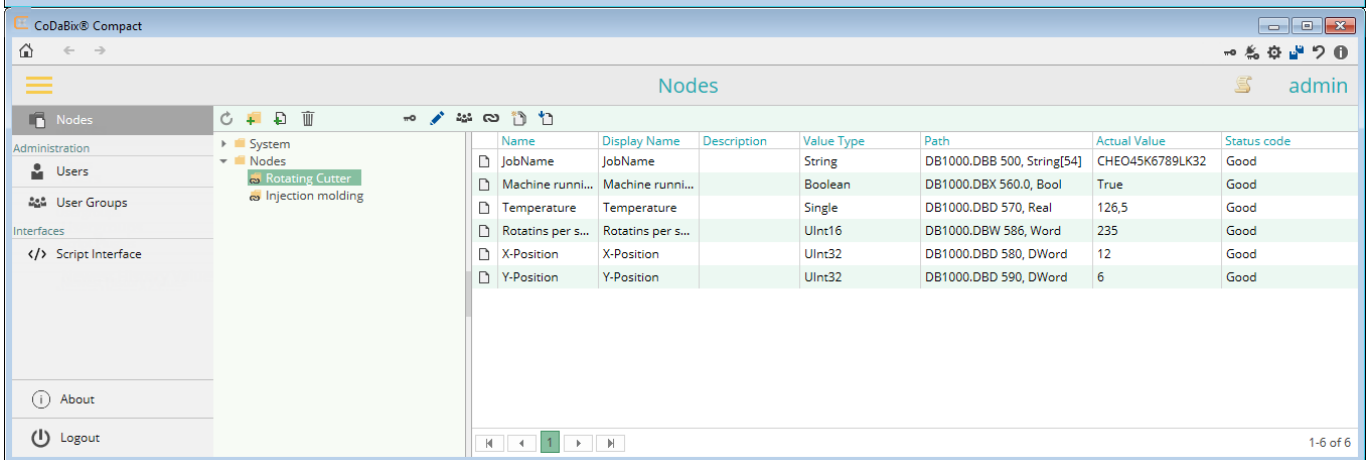 CoDaBix® Compact
Nodes admin
Nodes
Administration
Users
User Groups
Interfaces
</> Script Interface
About
Logout
System
Nodes
Rotating Cutter
Injection molding
Name Display Name Description Value Type Path Actual Value Status code
JobName JobName String DB1000.DBB 500, String[54] CHEO45K6789LK32 Good
Machine runni... Machine runni... Boolean DB1000.DBX 560.0, Bool True Good
Temperature Temperature Single DB1000.DBD 570, Real 126,5 Good
Rotatins per s... Rotatins per s... UInt16 DB1000.DBW 586, Word 235 Good
X-Position X-Position UInt32 DB1000.DBD 580, DWord 12 Good
Y-Position Y-Position UInt32 DB1000.DBD 590, DWord 6 Good
1 1-6 of 6